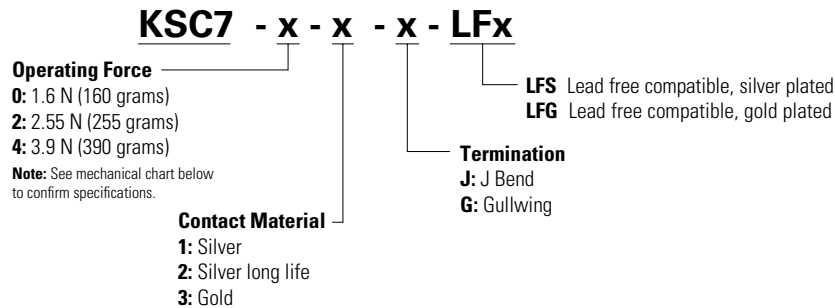 KSC7 - x - x - x - LFx
Operating Force
0: 1.6 N (160 grams)
2: 2.55 N (255 grams)
4: 3.9 N (390 grams)
Note: See mechanical chart below
to confirm specifications.
Contact Material
1: Silver
2: Silver long life
3: Gold
Termination
J: J Bend
G: Gullwing
LFS Lead free compatible, silver plated
LFG Lead free compatible, gold plated